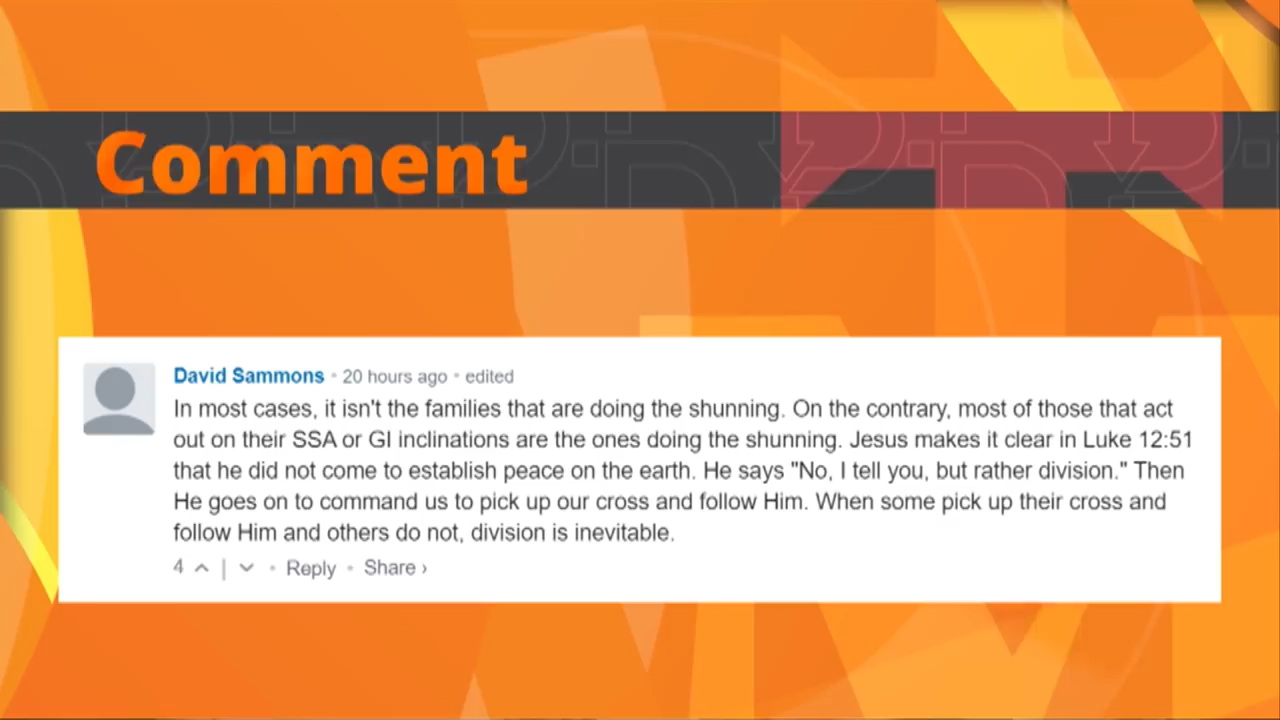 Comment
David Sammons • 20 hours ago • edited
In most cases, it isn't the families that are doing the shunning. On the contrary, most of those that act
out on their SSA or GI inclinations are the ones doing the shunning. Jesus makes it clear in Luke 12:51
that he did not come to establish peace on the earth. He says "No, I tell you, but rather division." Then
He goes on to command us to pick up our cross and follow Him. When some pick up their cross and
follow Him and others do not, division is inevitable.
4 | • Reply • Share ›